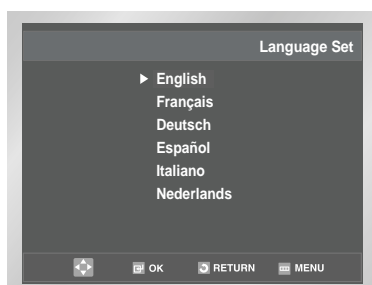 Language Set
English
Français
Deutsch
Español
Italiano
Nederlands
OK RETURN MENU